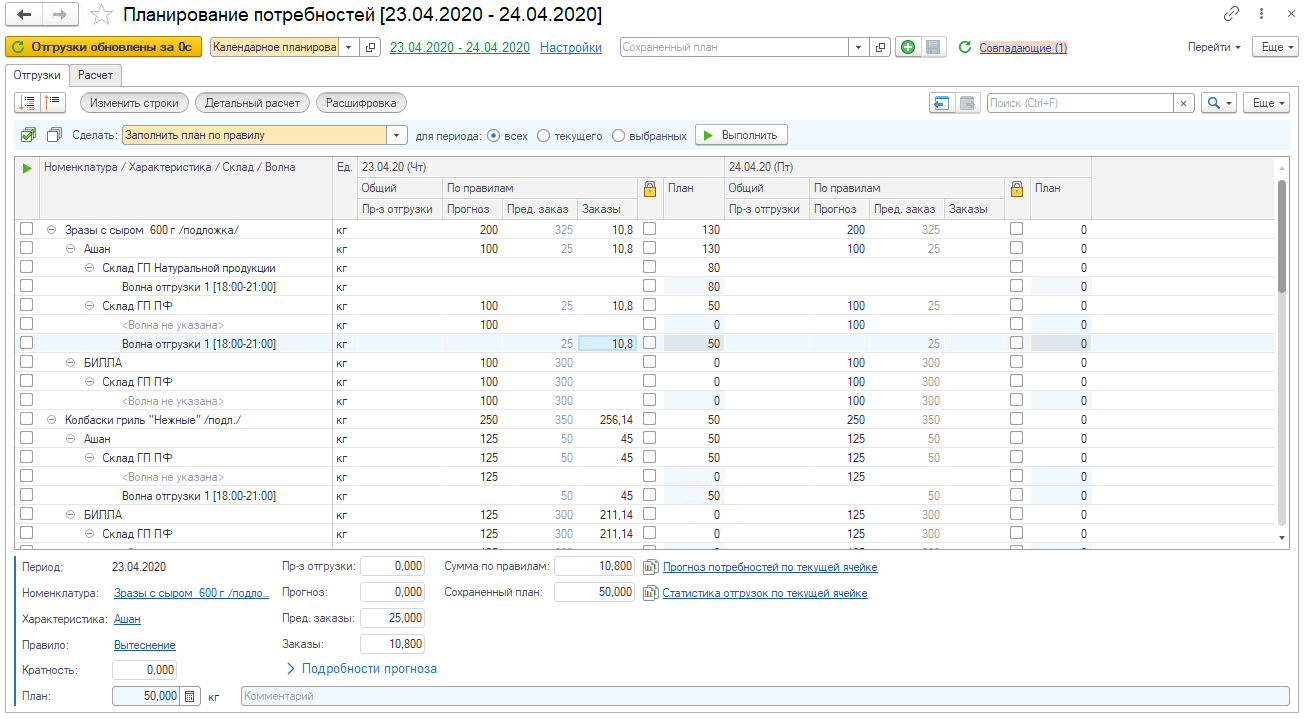 Планирование потребностей [23.04.2020 - 24.04.2020]
Отгрузки обновлены за 0с Календарное планирова 23.04.2020 - 24.04.2020 Настройки Сохраненный план Совпадающие (1) Перейти Еще
Отгрузки Расчет
Изменить строки Детальный расчет Расшифровка Поиск (Ctrl+F) × Еще
Сделать: Заполнить план по правилу для периода: всех текущего выбранных Выполнить
Номенклатура / Характеристика / Склад / Волна Ед. 23.04.20 (Чт) 24.04.20 (Пт)
Общий По правилам План Общий По правилам План
Пр-з отгрузки Прогноз Пред. заказ Заказы Пр-з отгрузки Прогноз Пред. заказ Заказы
Зразы с сыром 600 г /подложка/ кг 200 325 10,8 130 200 325 0
Ашан кг 100 25 10,8 130 100 25 0
Склад ГП Натуральной продукции кг 80 0
Волна отгрузки 1 [18:00-21:00] кг 80 0
Склад ГП ПФ кг 100 25 10,8 50 100 25 0
<Волна не указана> кг 100 0 100 0
Волна отгрузки 1 [18:00-21:00] кг 25 10,8 50 25 0
БИЛЛА кг 100 300 0 100 300 0
Склад ГП ПФ кг 100 300 0 100 300 0
<Волна не указана> кг 100 300 0 100 300 0
Колбаски гриль "Нежные" /подл./ кг 250 350 256,14 50 250 350 0
Ашан кг 125 50 45 50 125 50 0
Склад ГП ПФ кг 125 50 45 50 125 50 0
<Волна не указана> кг 125 0 125 0
Волна отгрузки 1 [18:00-21:00] кг 50 45 50 50 0
БИЛЛА кг 125 300 211,14 0 125 300 0
Склад ГП ПФ кг 125 300 211,14 0 125 300 0
Период: 23.04.2020 Пр-з отгрузки: 0,000 Сумма по правилам: 10,800 Прогноз потребностей по текущей ячейке
Номенклатура: Зразы с сыром 600 г /подло... Прогноз: 0,000 Сохраненный план: 50,000 Статистика отгрузок по текущей ячейке
Характеристика: Ашан Пред. заказы: 25,000
Правило: Вытеснение Заказы: 10,800
Кратность: 0,000 Подробности прогноза
План: 50,000 кг Комментарий